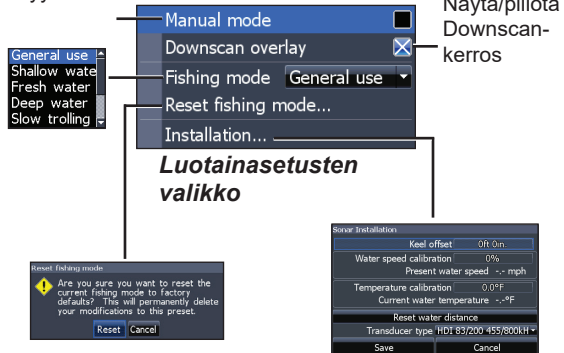 Näytä/piilota
Downscan-
kerros
Manual mode
Downscan overlay
Fishing mode General use
Reset fishing mode...
Installation...
General use
Shallow wate
Fresh water
Deep water
Slow trolling
Luotainasetusten
valikko
Reset fishing mode
Are you sure you want to reset the
current fishing mode to factory
defaults? This will permanently delete
your modifications to this preset.
Reset Cancel
Sonar Installation
Keel offset 0ft 0in
Water speed calibration 0%
Present water speed -.- mph
Temperature calibration 0.0°F
Current water temperature -.-°F
Reset water distance
Transducer type HDI 83/200 455/800kH
Save Cancel